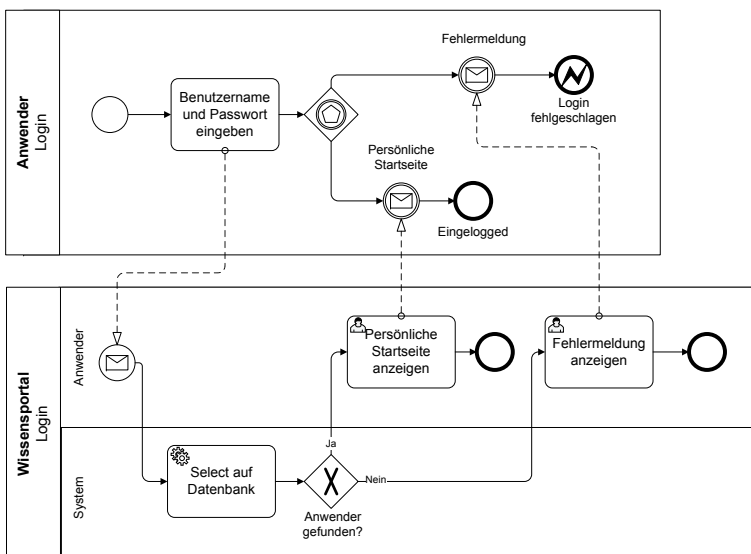 Anwender
Login
Benutzername
und Passwort
eingeben
Fehlermeldung
Login
fehlgeschlagen
Persönliche
Startseite
Eingelogged
Wissensportal
Login
Anwender
Persönliche
Startseite
anzeigen
Fehlermeldung
anzeigen
System
Select auf
Datenbank
Ja
Nein
Anwender
gefunden?